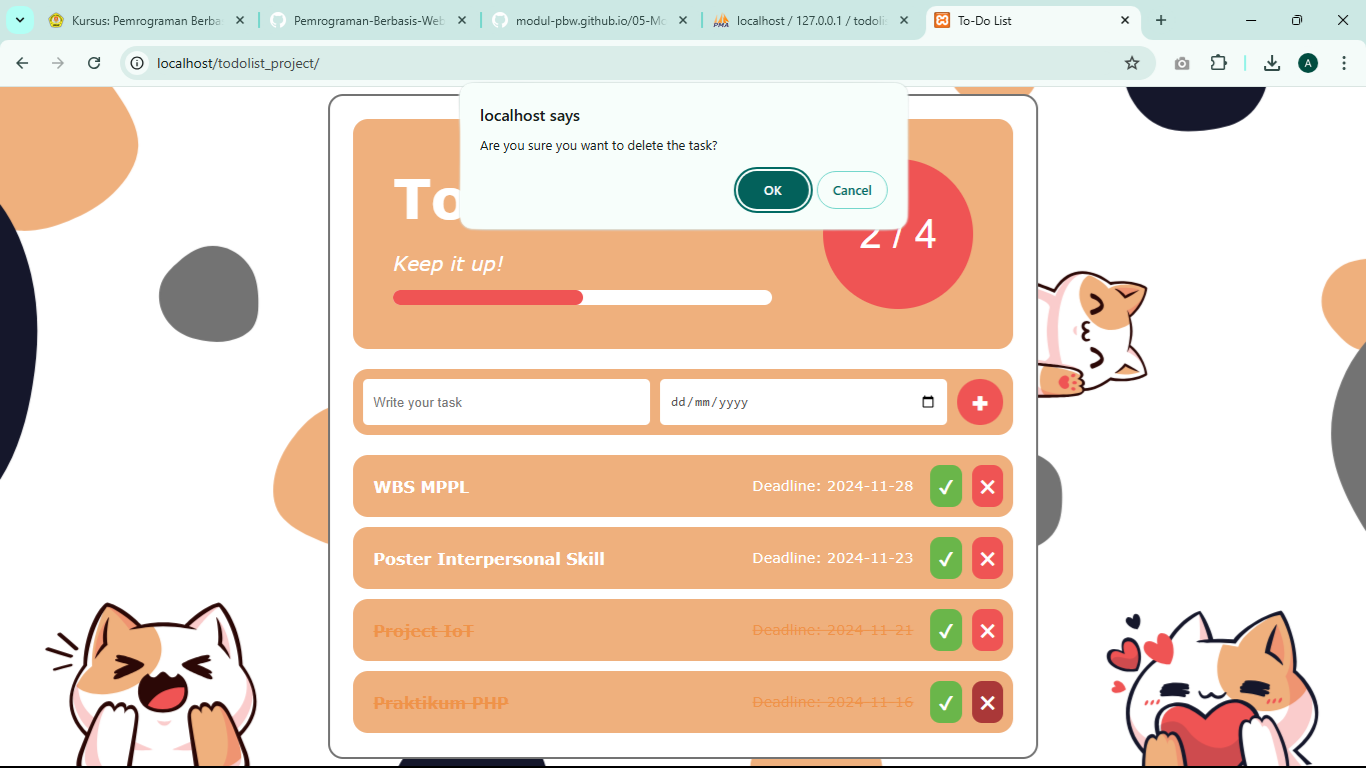 Kursus: Pemrograman Berba
Pemrograman-Berbasis-Web
modul-pbw.github.io/05-Mo
PMA
localhost / 127.0.0.1 / todolis
To-Do List
localhost/todolist_project/
A
localhost says
Are you sure you want to delete the task?
OK
Cancel
To
2 / 4
Keep it up!
Write your task
dd/mm/yyyy
WBS MPPL
Deadline: 2024-11-28
Poster Interpersonal Skill
Deadline: 2024-11-23
Project IoT
Deadline: 2024-11-21
Praktikum PHP
Deadline: 2024-11-16